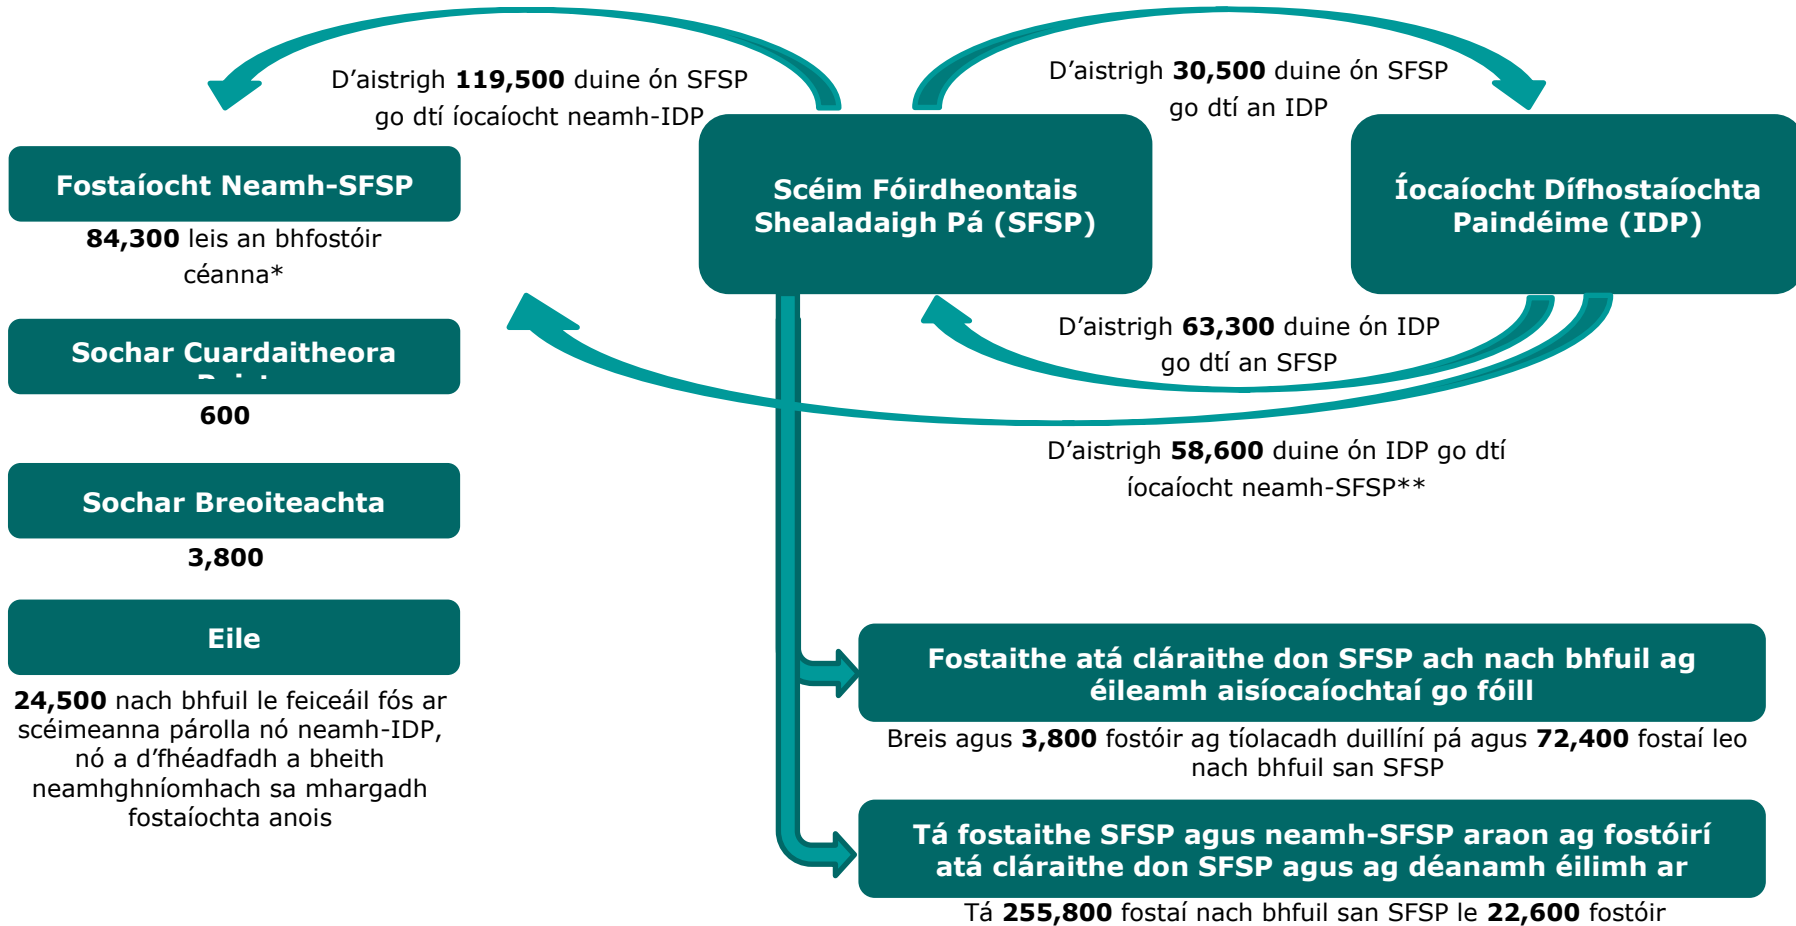 D'aistrigh 119,500 duine ón SFSP
go dtí íocaíocht neamh-IDP
D'aistrigh 30,500 duine ón SFSP
go dtí an IDP
Fostaíocht Neamh-SFSP
84,300 leis an bhfostóir
céanna*
Scéim Fóirdheontais
Shealadaigh Pá (SFSP)
Íocaíocht Dífhostaíochta
Paindéime (IDP)
Sochar Cuardaitheora
600
D'aistrigh 63,300 duine ón IDP
go dtí an SFSP
D'aistrigh 58,600 duine ón IDP go dtí
íocaíocht neamh-SFSP**
Sochar Breoiteachta
3,800
Eile
24,500 nach bhfuil le feiceáil fós ar
scéimeanna párolla nó neamh-IDP,
nó a d'fhéadfadh a bheith
neamhghníomhach sa mhargadh
fostaíochta anois
Fostaithe atá cláraithe don SFSP ach nach bhfuil ag
éileamh aisíocaíochtaí go fóill
Breis agus 3,800 fostóir ag tíolacadh duillíní pá agus 72,400 fostaí leo
nach bhfuil san SFSP
Tá fostaithe SFSP agus neamh-SFSP araon ag fostóirí
atá cláraithe don SFSP agus ag déanamh éilimh ar
Tá 255,800 fostaí nach bhfuil san SFSP le 22,600 fostóir